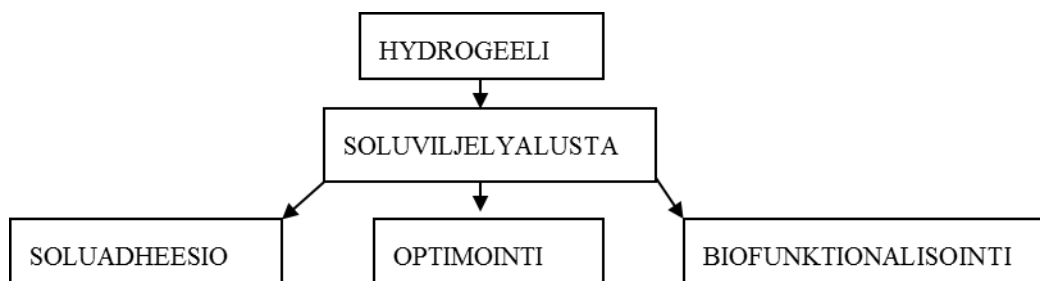 HYDROGEELI
SOLUVILJELYALUSTA
SOLUADHEESIO
OPTIMOINTI
BIOFUNKTIONALISOINTI